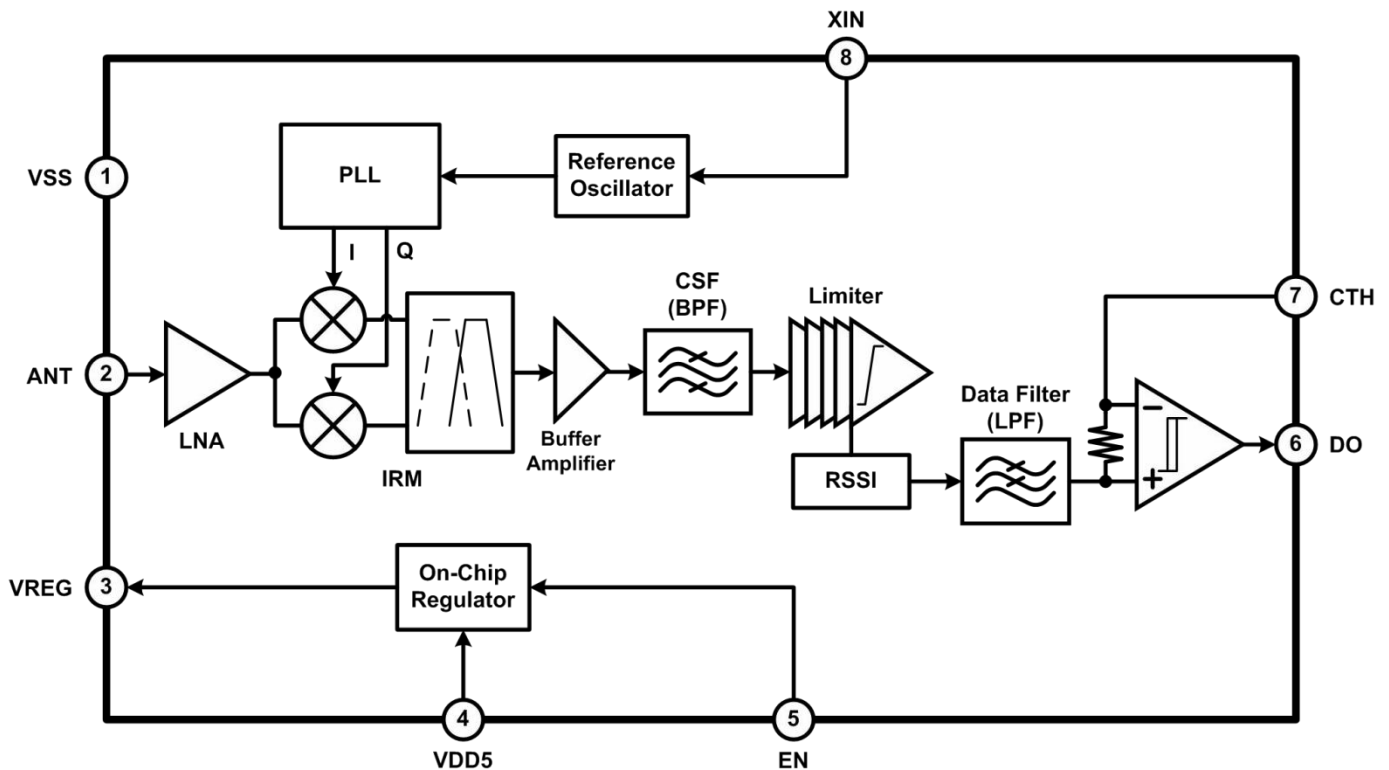 XIN
8
PLL
Reference
Oscillator
VSS
1
I
Q
CSF
(BPF)
Limiter
7
CTH
ANT
2
LNA
IRM
Buffer
Amplifier
Data Filter
(LPF)
6
DO
RSSI
VREG
3
On-Chip
Regulator
4
VDD5
5
EN